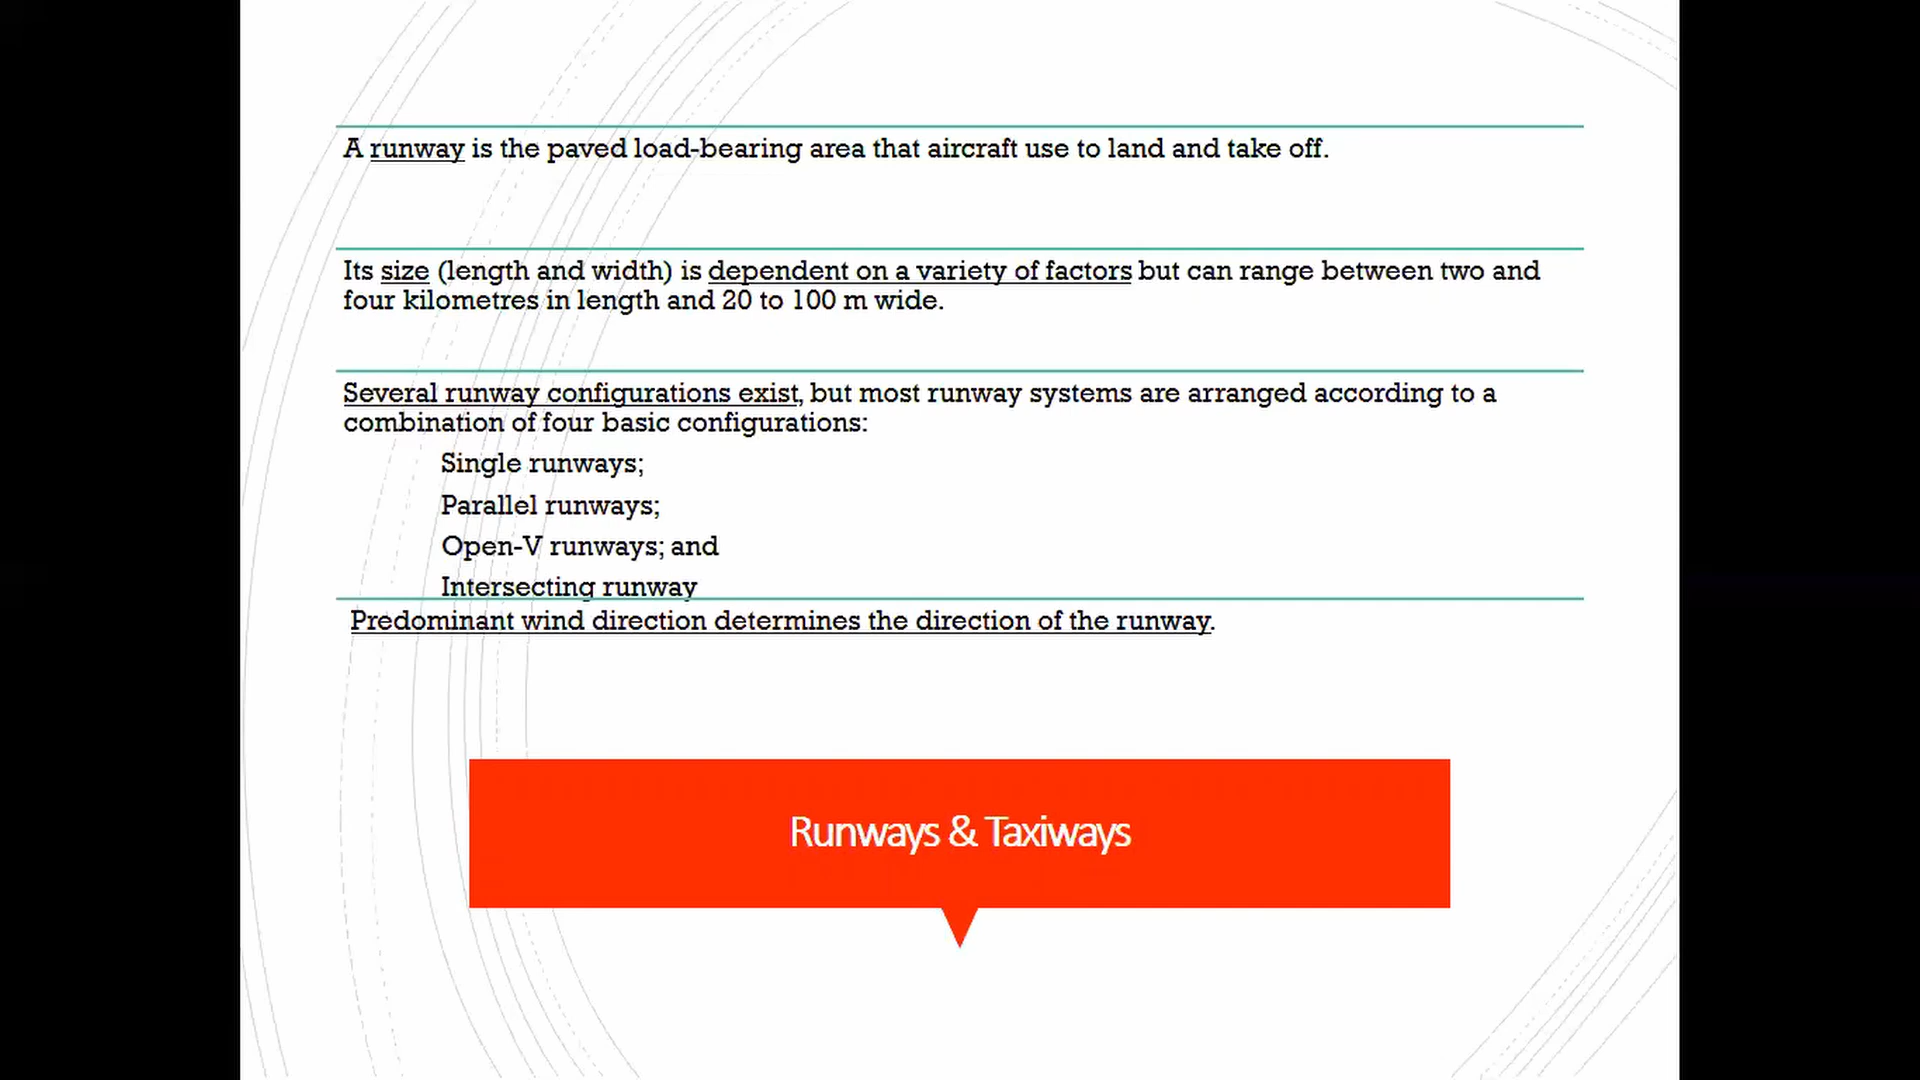 A runway is the paved load-bearing area that aircraft use to land and take off.
Its size (length and width) is dependent on a variety of factors but can range between two and
four kilometres in length and 20 to 100 m wide.
Several runway configurations exist, but most runway systems are arranged according to a
combination of four basic configurations:
Single runways;
Parallel runways;
Open-V runways; and
Intersecting runway
Predominant wind direction determines the direction of the runway.
Runways & Taxiways